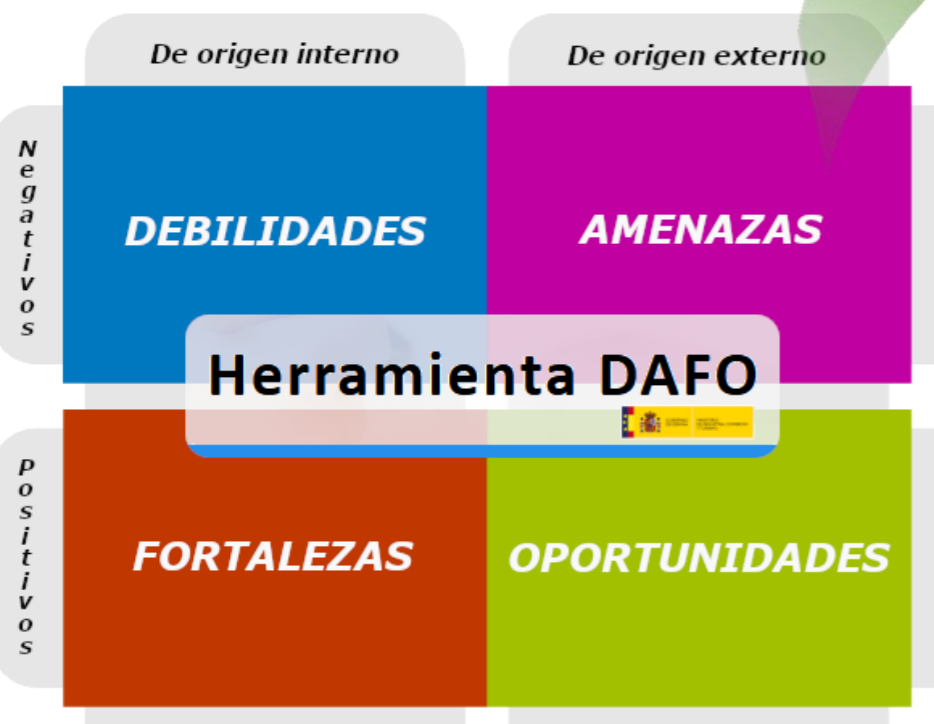 De origen interno
De origen externo
Negativos
DEBILIDADES
AMENAZAS
Herramienta DAFO
Positivos
FORTALEZAS
OPORTUNIDADES